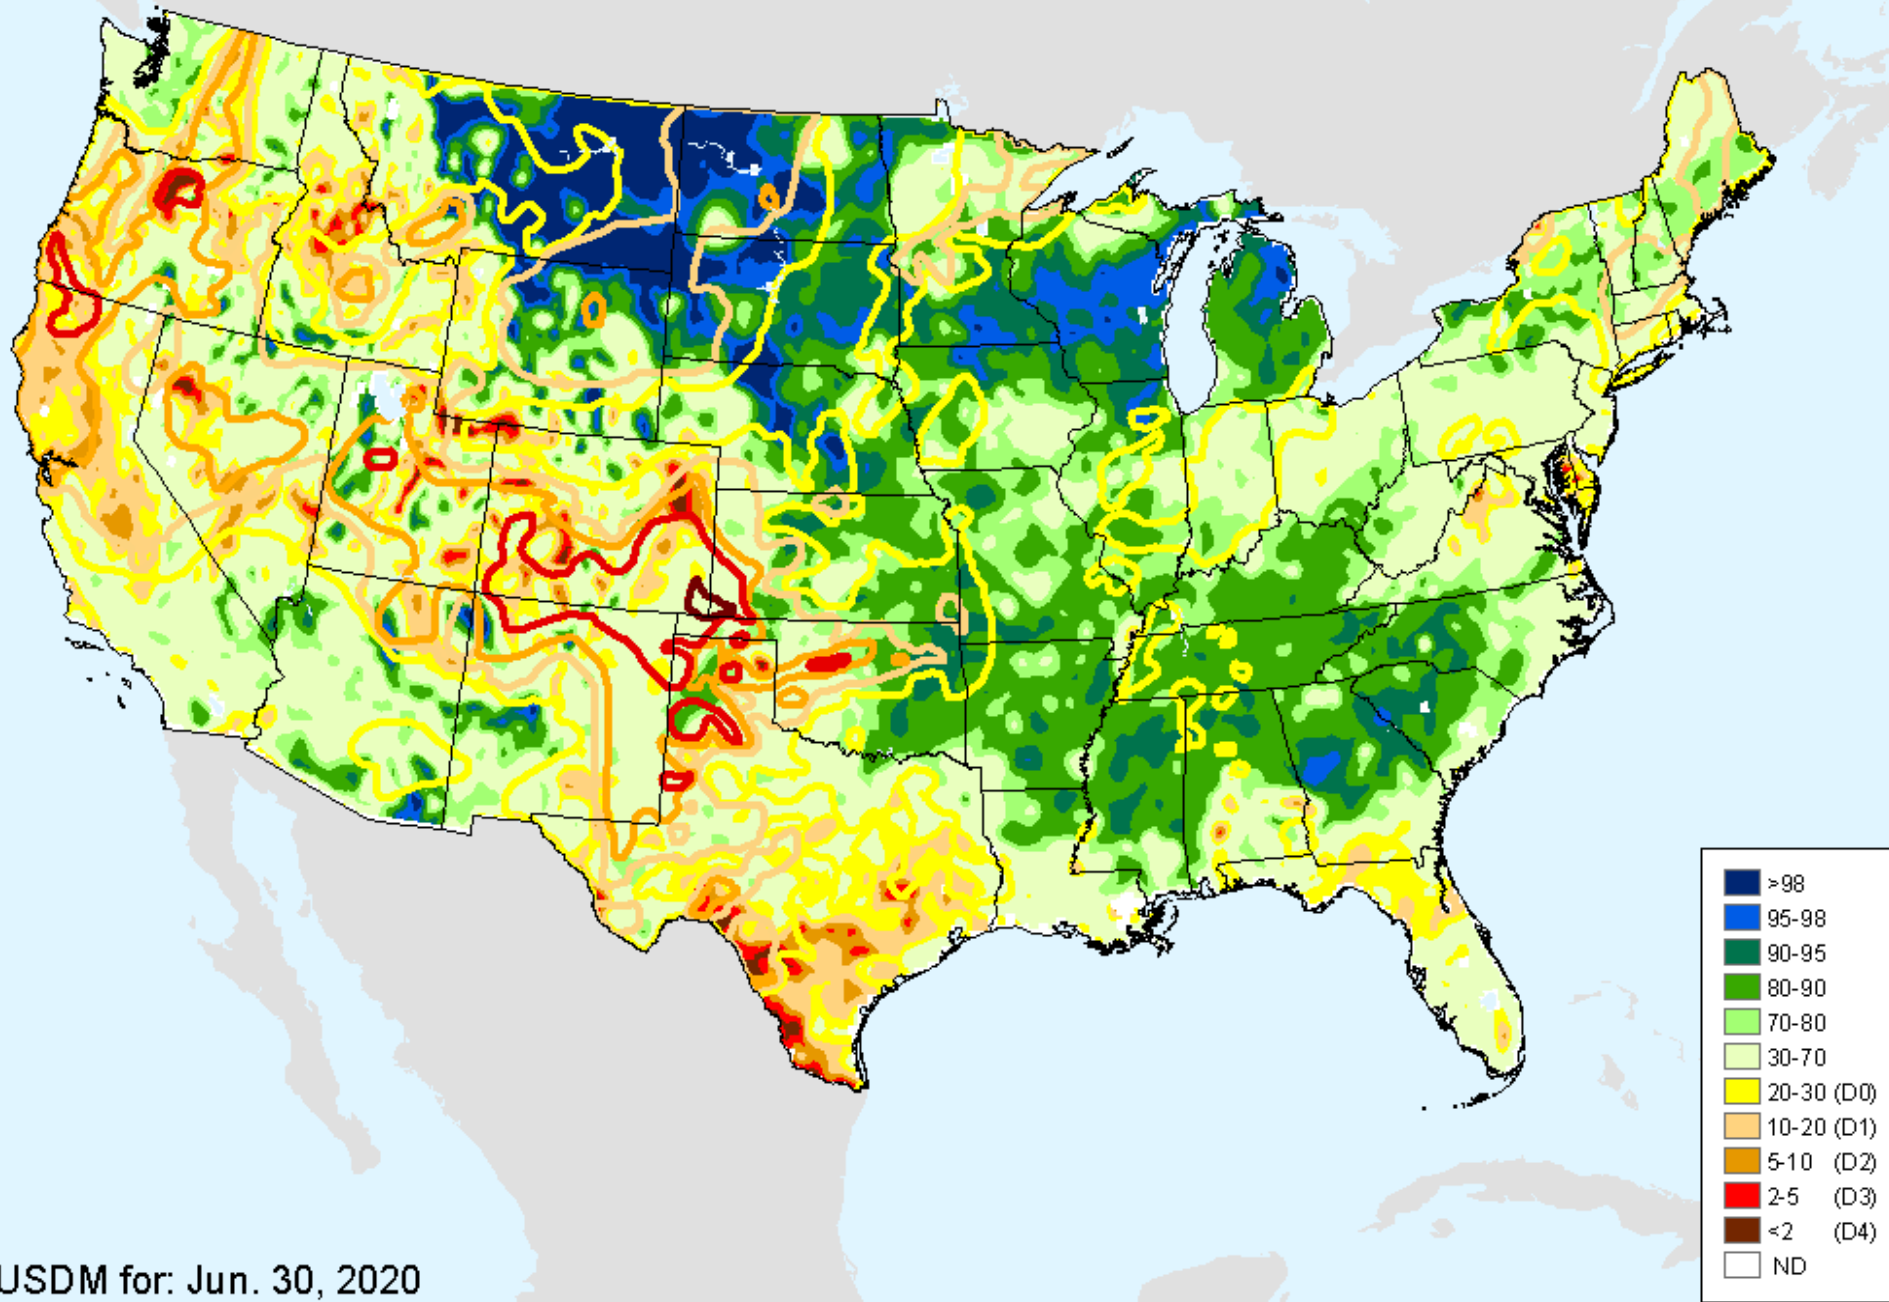 >98
95-98
90-95
80-90
70-80
30-70
20-30 (D0)
10-20 (D1)
5-10 (D2)
2-5 (D3)
<2 (D4)
ND
USDM for: Jun. 30, 2020